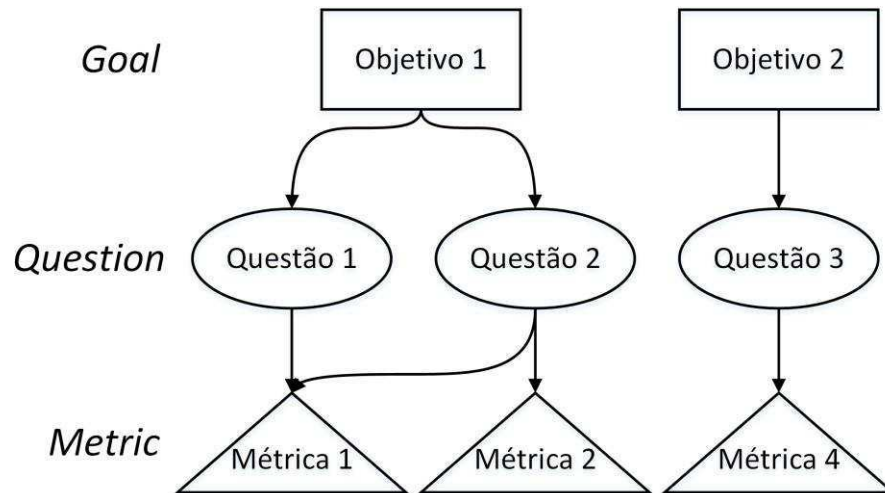 Goal
Objetivo 1
Objetivo 2
Question
Questão 1
Questão 2
Questão 3
Metric
Métrica 1
Métrica 2
Métrica 4